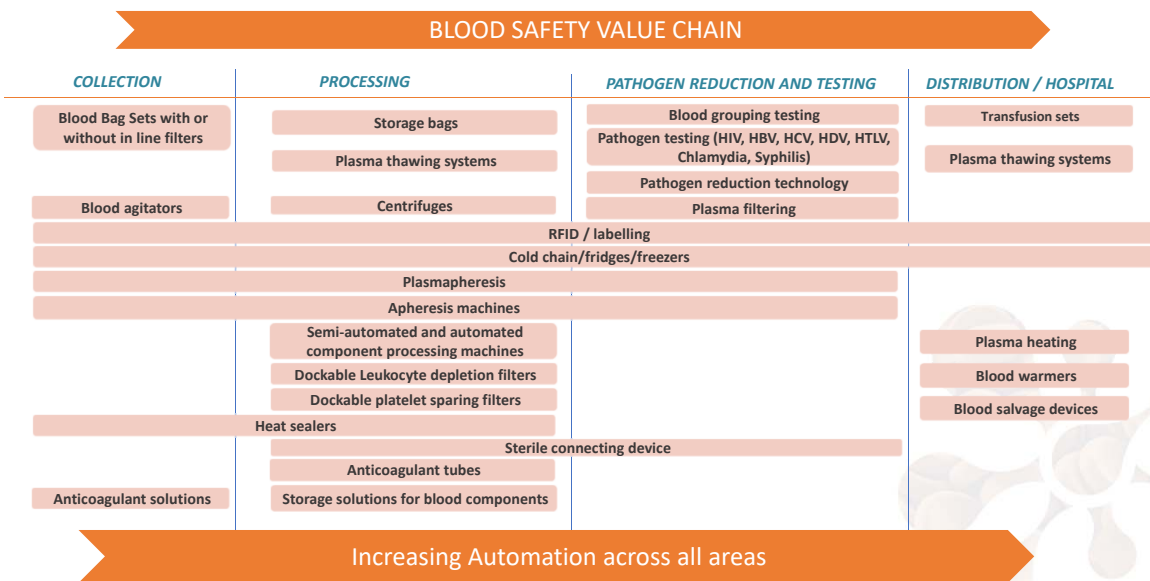 BLOOD SAFETY VALUE CHAIN
COLLECTION
PROCESSING
PATHOGEN REDUCTION AND TESTING
DISTRIBUTION / HOSPITAL
Blood Bag Sets with or
without in line filters
Storage bags
Blood grouping testing
Transfusion sets
Pathogen testing (HIV, HBV, HCV, HDV, HTLV,
Chlamydia, Syphilis)
Plasma thawing systems
Plasma thawing systems
Pathogen reduction technology
Blood agitators
Centrifuges
Plasma filtering
RFID / labelling
Cold chain/fridges/freezers
Plasmapheresis
Apheresis machines
Semi-automated and automated
component processing machines
Plasma heating
Dockable Leukocyte depletion filters
Blood warmers
Dockable platelet sparing filters
Blood salvage devices
Heat sealers
Sterile connecting device
Anticoagulant tubes
Anticoagulant solutions
Storage solutions for blood components
Increasing Automation across all areas